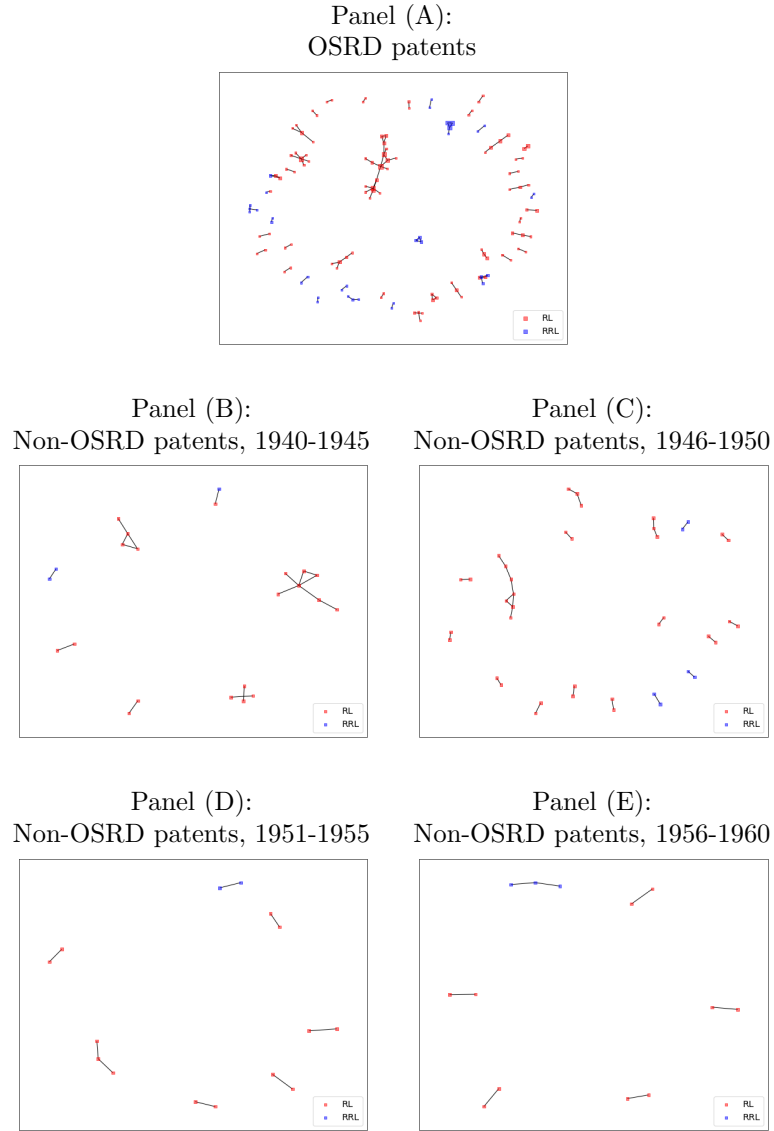 Panel (A):
OSRD patents
RL
RRL
Panel (B):
Non-OSRD patents, 1940-1945
RL
RRL
Panel (C):
Non-OSRD patents, 1946-1950
RL
RRL
Panel (D):
Non-OSRD patents, 1951-1955
RL
RRL
Panel (E):
Non-OSRD patents, 1956-1960
RL
RRL